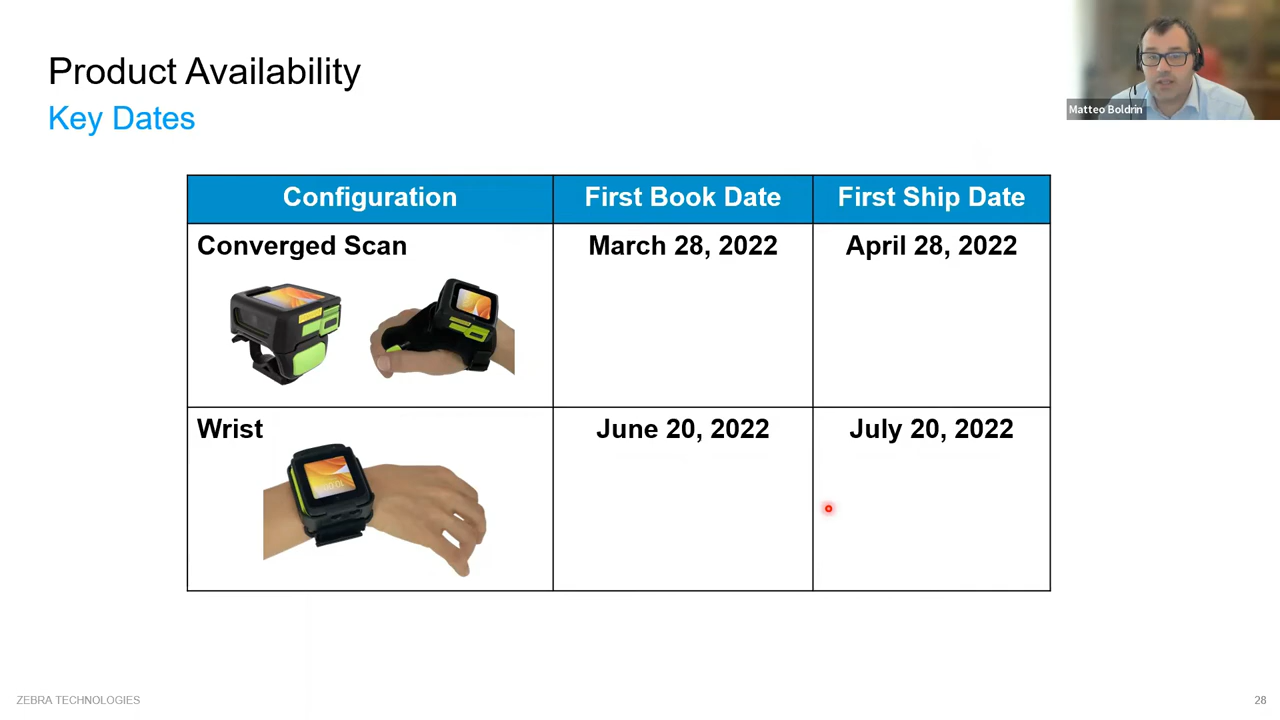 Product Availability
Key Dates
Matteo Boldrin
Configuration First Book Date First Ship Date
Converged Scan March 28, 2022 April 28, 2022
Wrist June 20, 2022 July 20, 2022
ZEBRA TECHNOLOGIES 28